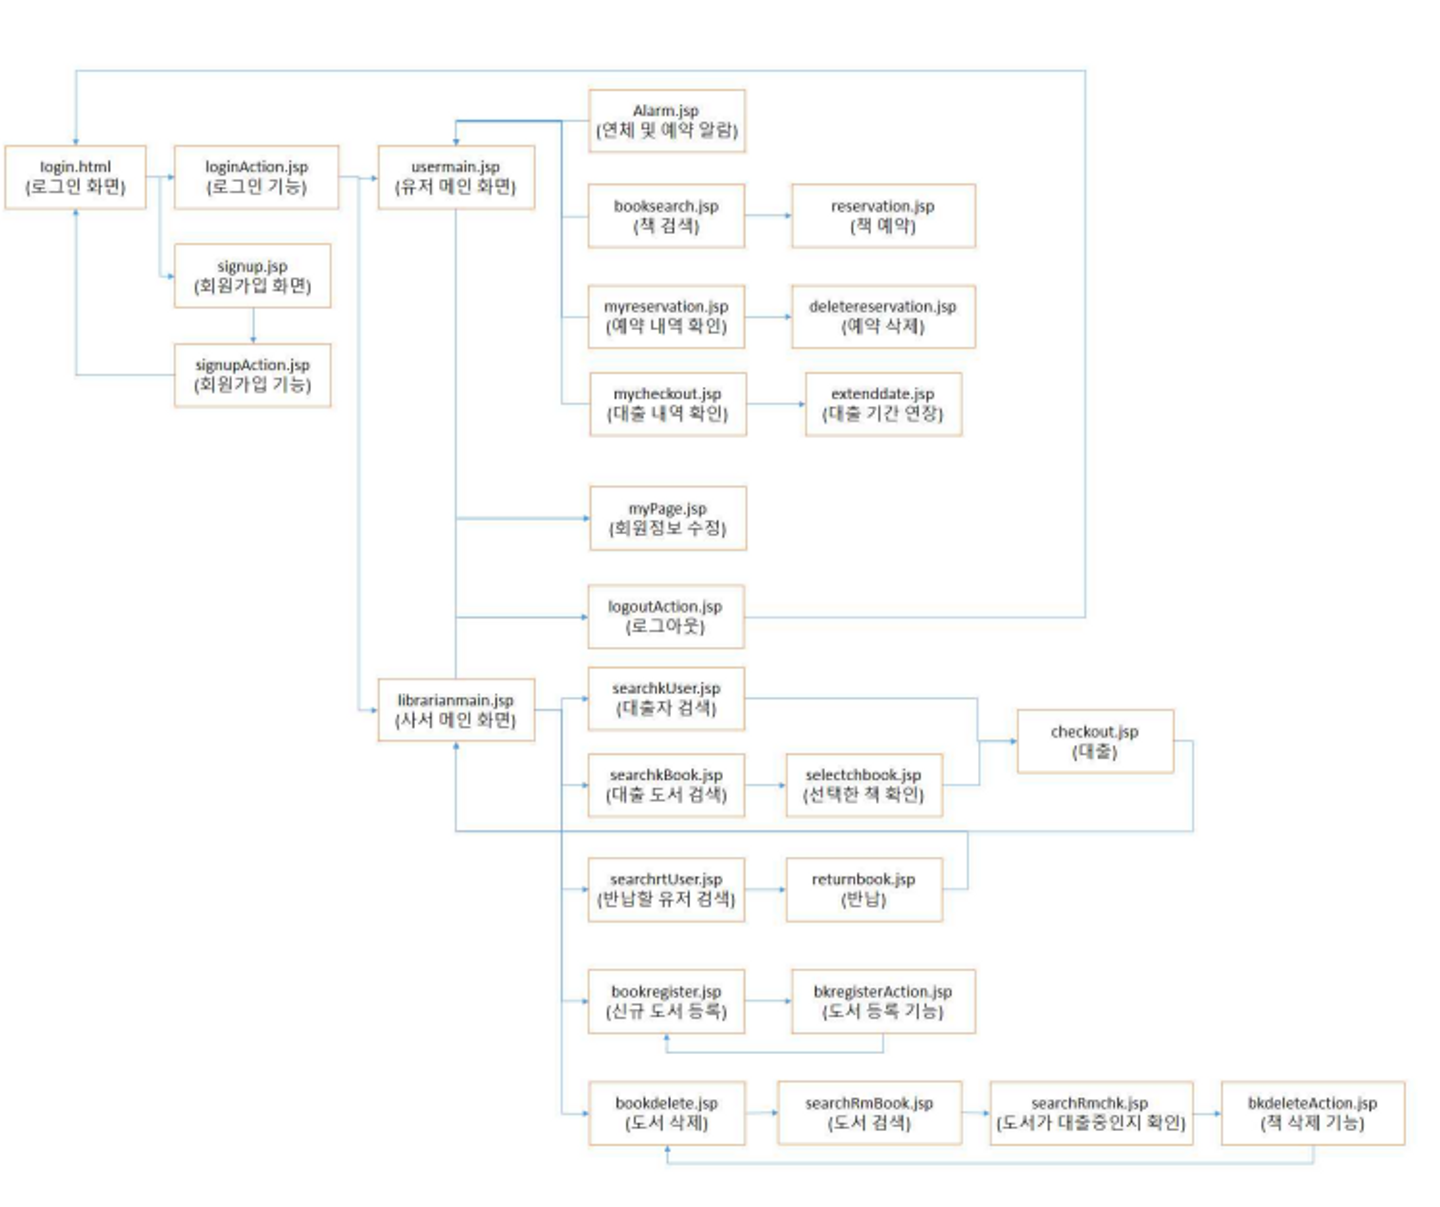 Alarm.jsp
(연체 및 예약 알람)
login.html
(로그인 화면)
loginAction.jsp
(로그인 기능)
usermain.jsp
(유저 메인 화면)
booksearch.jsp
(책 검색)
reservation.jsp
(책 예약)
signup.jsp
(회원가입 화면)
myreservation.jsp
(예약 내역 확인)
deletereservation.jsp
(예약 삭제)
signupAction.jsp
(회원가입 기능)
mycheckout.jsp
(대출 내역 확인)
extenddate.jsp
(대출 기간 연장)
myPage.jsp
(회원정보 수정)
logoutAction.jsp
(로그아웃)
librarianmain.jsp
(사서 메인 화면)
searchkUser.jsp
(대출자 검색)
checkout.jsp
(대출)
searchkBook.jsp
(대출 도서 검색)
selectchbook.jsp
(선택한 책 확인)
searchrtUser.jsp
(반납할 유저 검색)
returnbook.jsp
(반납)
bookregister.jsp
(신규 도서 등록)
bkregisterAction.jsp
(도서 등록 기능)
bookdelete.jsp
(도서 삭제)
searchRmBook.jsp
(도서 검색)
searchRmchk.jsp
(도서가 대출중인지 확인)
bkdeleteAction.jsp
(책 삭제 기능)